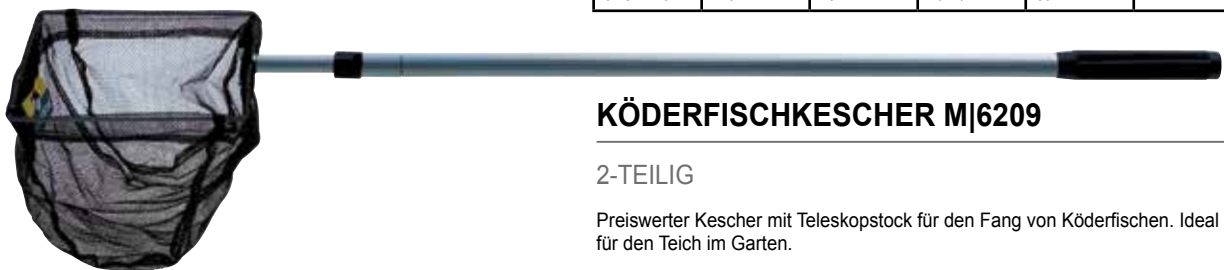 KÖDERFISCHKESCHER M|6209
2-TEILIG
Preiswerter Kescher mit Teleskopstock für den Fang von Köderfischen. Ideal
für den Teich im Garten.